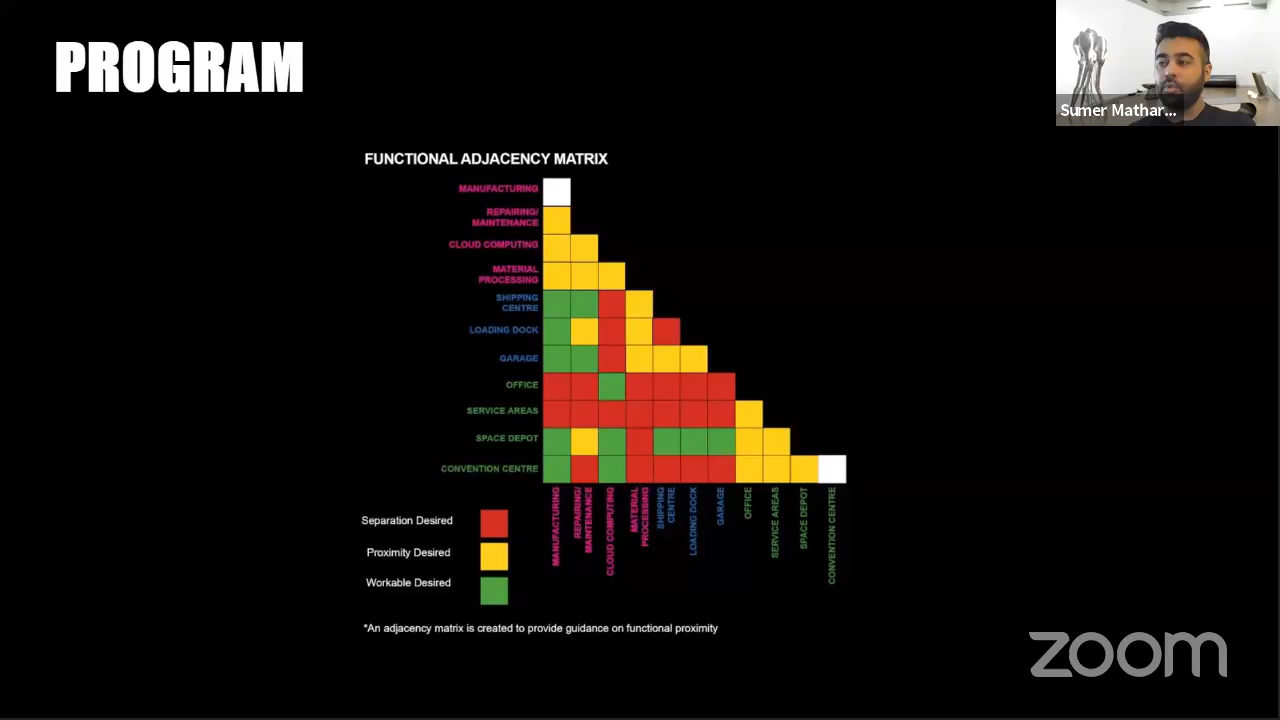 PROGRAM
Sumer Mathar...
FUNCTIONAL ADJACENCY MATRIX
MANUFACTURING
REPAIRING/
MAINTENANCE
CLOUD COMPUTING
MATERIAL
PROCESSING
SHIPPING
CENTRE
LOADING DOCK
GARAGE
OFFICE
SERVICE AREAS
SPACE DEPOT
CONVENTION CENTRE
MANUFACTURING
REPAIRING/
MAINTENANCE
CLOUD COMPUTING
MATERIAL
PROCESSING
SHIPPING
CENTRE
LOADING DOCK
GARAGE
OFFICE
SERVICE AREAS
SPACE DEPOT
CONVENTION CENTRE
Separation Desired
Proximity Desired
Workable Desired
*An adjacency matrix is created to provide guidance on functional proximity
zoom